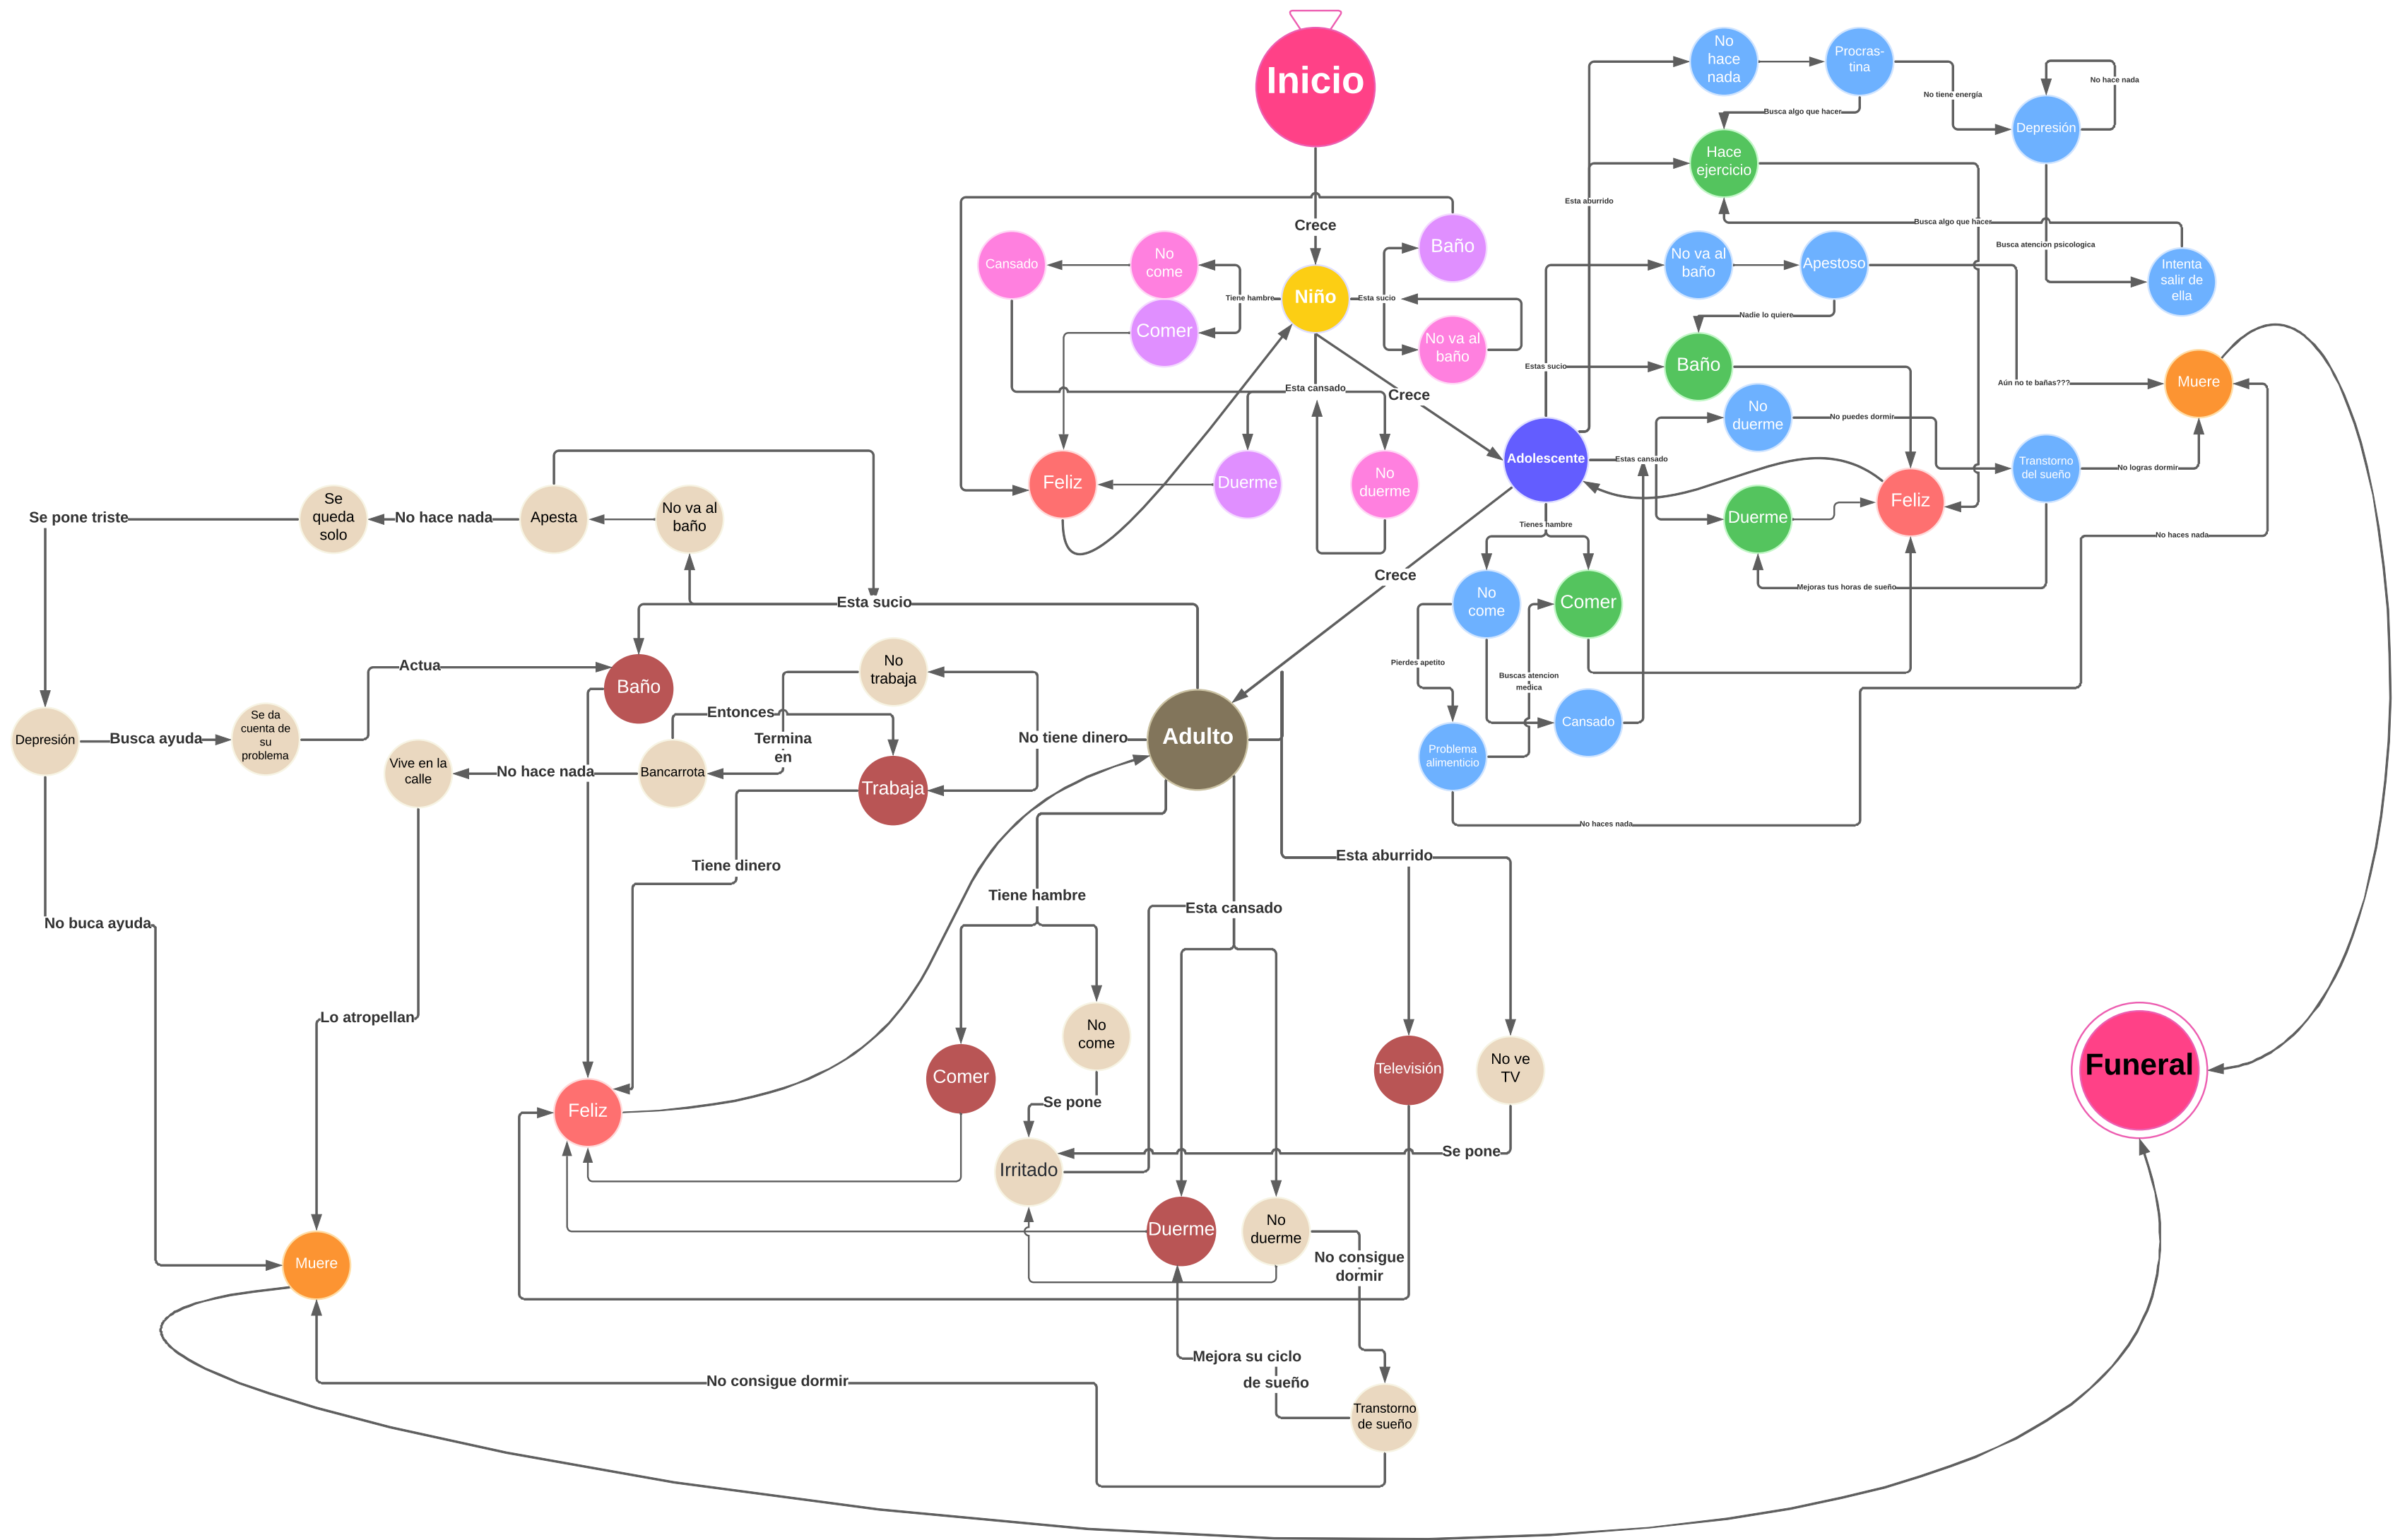 Inicio
No
hace
nada
Procras-
tina
No hace nada
No tiene energía
Busca algo que hacer
Depresión
Hace
ejercicio
Esta aburrido
Crece
Busca algo que hacer
Baño
Busca atencion psicologica
No va al
baño
Apestoso
Intenta
salir de
ella
Cansado
No
come
Tiene hambre
Niño
Esta sucio
Nadie lo quiere
Comer
No va al
baño
Estas sucio
Baño
Aún no te bañas???
Muere
Esta cansado
Crece
No
duerme
No puedes dormir
Adolescente
Estas cansado
Transtorno
del sueño
No logras dormir
Feliz
Duerme
No
duerme
Feliz
Duerme
Se
queda
solo
Se pone triste
No hace nada
Apesta
No va al
baño
Tienes hambre
No haces nada
Crece
Mejoras tus horas de sueño
Esta sucio
No
come
Comer
Actua
Baño
No
trabaja
Pierdes apetito
Buscas atencion
medica
Depresión
Busca ayuda
Se da
cuenta de
su
problema
Entonces
Termina
en
No tiene dinero
Adulto
Cansado
Vive en la
calle
No hace nada
Bancarrota
Trabaja
Problema
alimenticio
No haces nada
Tiene dinero
Esta aburrido
Tiene hambre
Esta cansado
No buca ayuda
Lo atropellan
No
come
Comer
Televisión
No ve
TV
Funeral
Feliz
Se pone
Se pone
Irritado
Duerme
No
duerme
Muere
No consigue
dormir
Mejora su ciclo
de sueño
No consigue dormir
Transtorno
de sueño